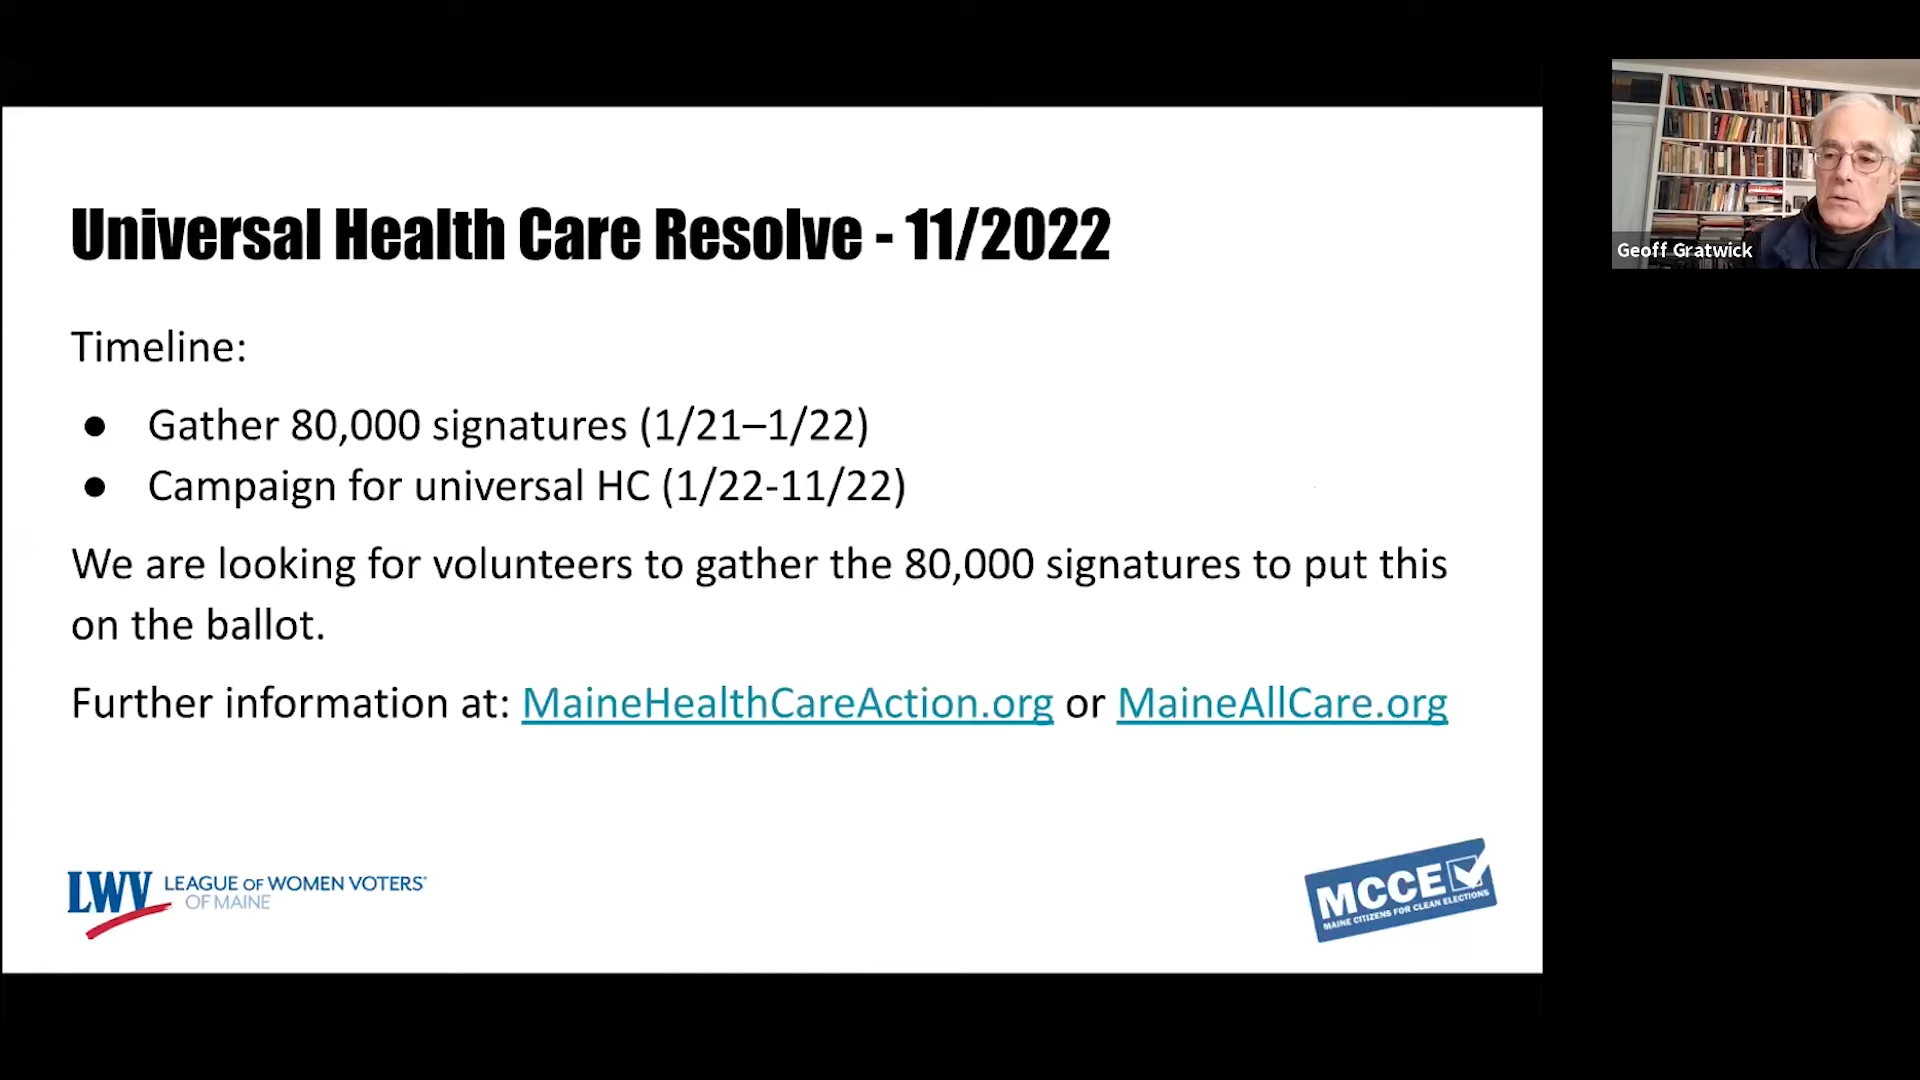 Universal Health Care Resolve - 11/2022
Timeline:
● Gather 80,000 signatures (1/21–1/22)
● Campaign for universal HC (1/22-11/22)
We are looking for volunteers to gather the 80,000 signatures to put this
on the ballot.
Further information at: MaineHealthCareAction.org or MaineAllCare.org
LWV LEAGUE OF WOMEN VOTERS®
OF MAINE
MCCE
MAINE CITIZENS FOR CLEAN ELECTIONS
Geoff Gratwick